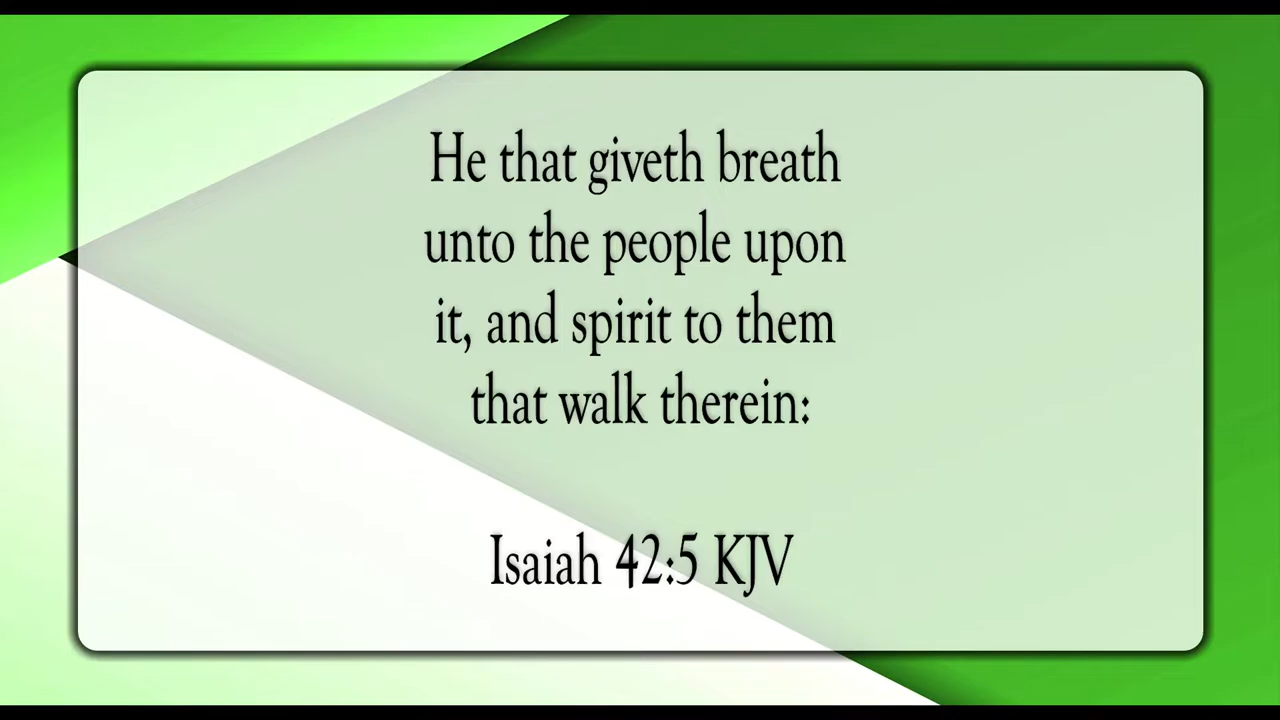 He that giveth breath
unto the people upon
it, and spirit to them
that walk therein:
Isaiah 42:5 KJV